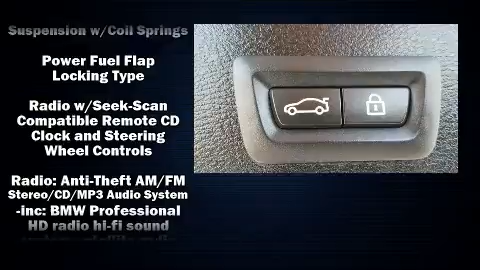 Suspension w/Coil Springs
Power Fuel Flap
Locking Type
Radio w/Seek-Scan
Compatible Remote CD
Clock and Steering
Wheel Controls
Radio: Anti-Theft AM/FM
Stereo/CD/MP3 Audio System
-inc: BMW Professional
HD radio hi-fi sound